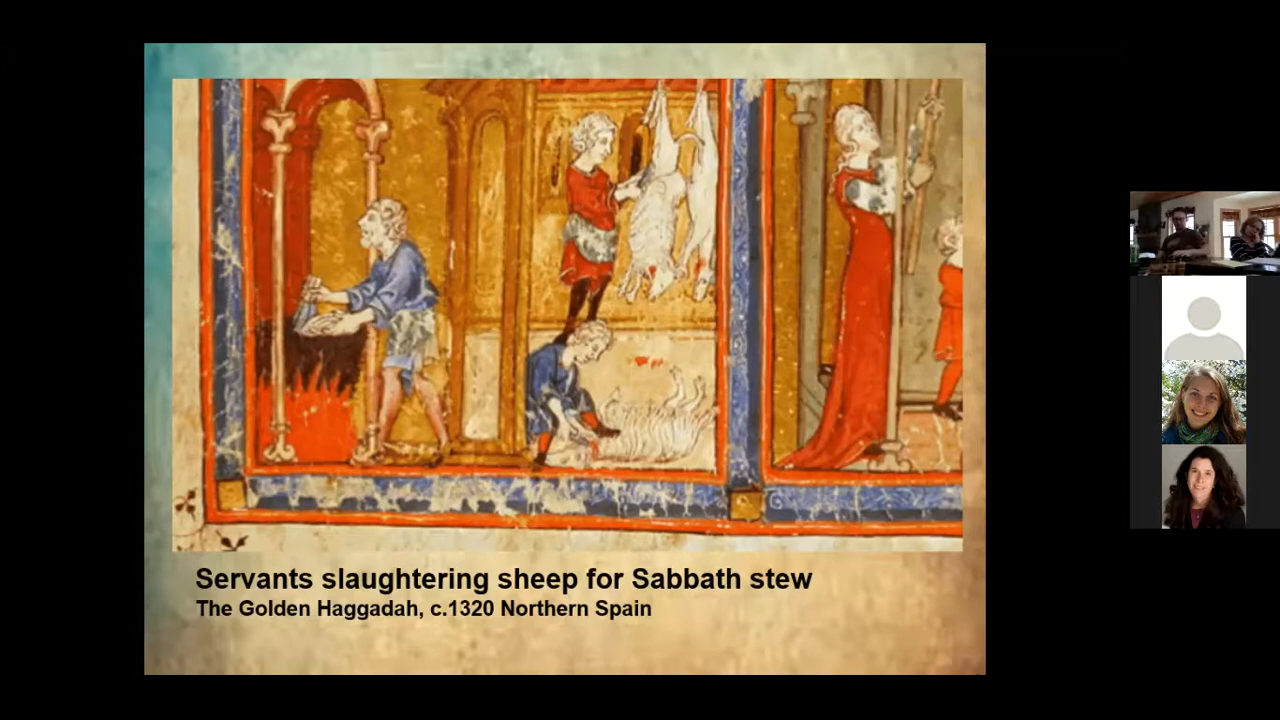 Servants slaughtering sheep for Sabbath stew
The Golden Haggadah, c.1320 Northern Spain